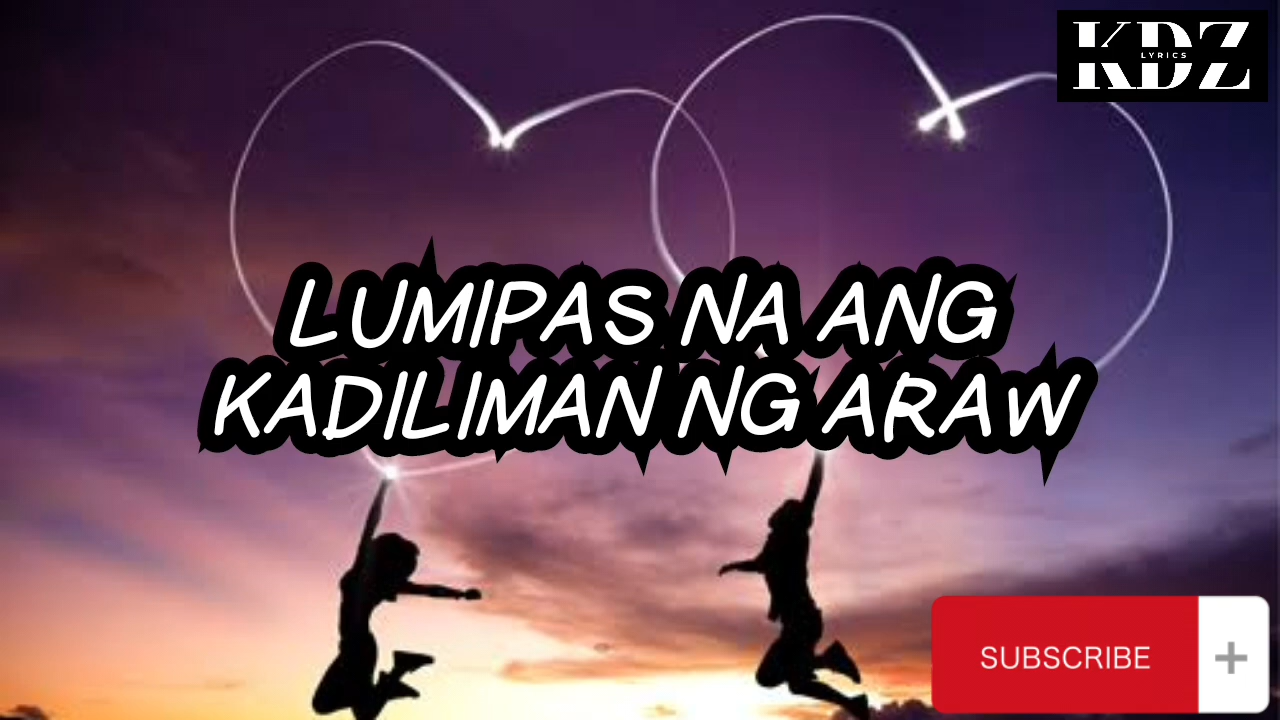 KDZ
LYRICS
LUMIPAS NA ANG
KADILIMAN NG ARAW
SUBSCRIBE +